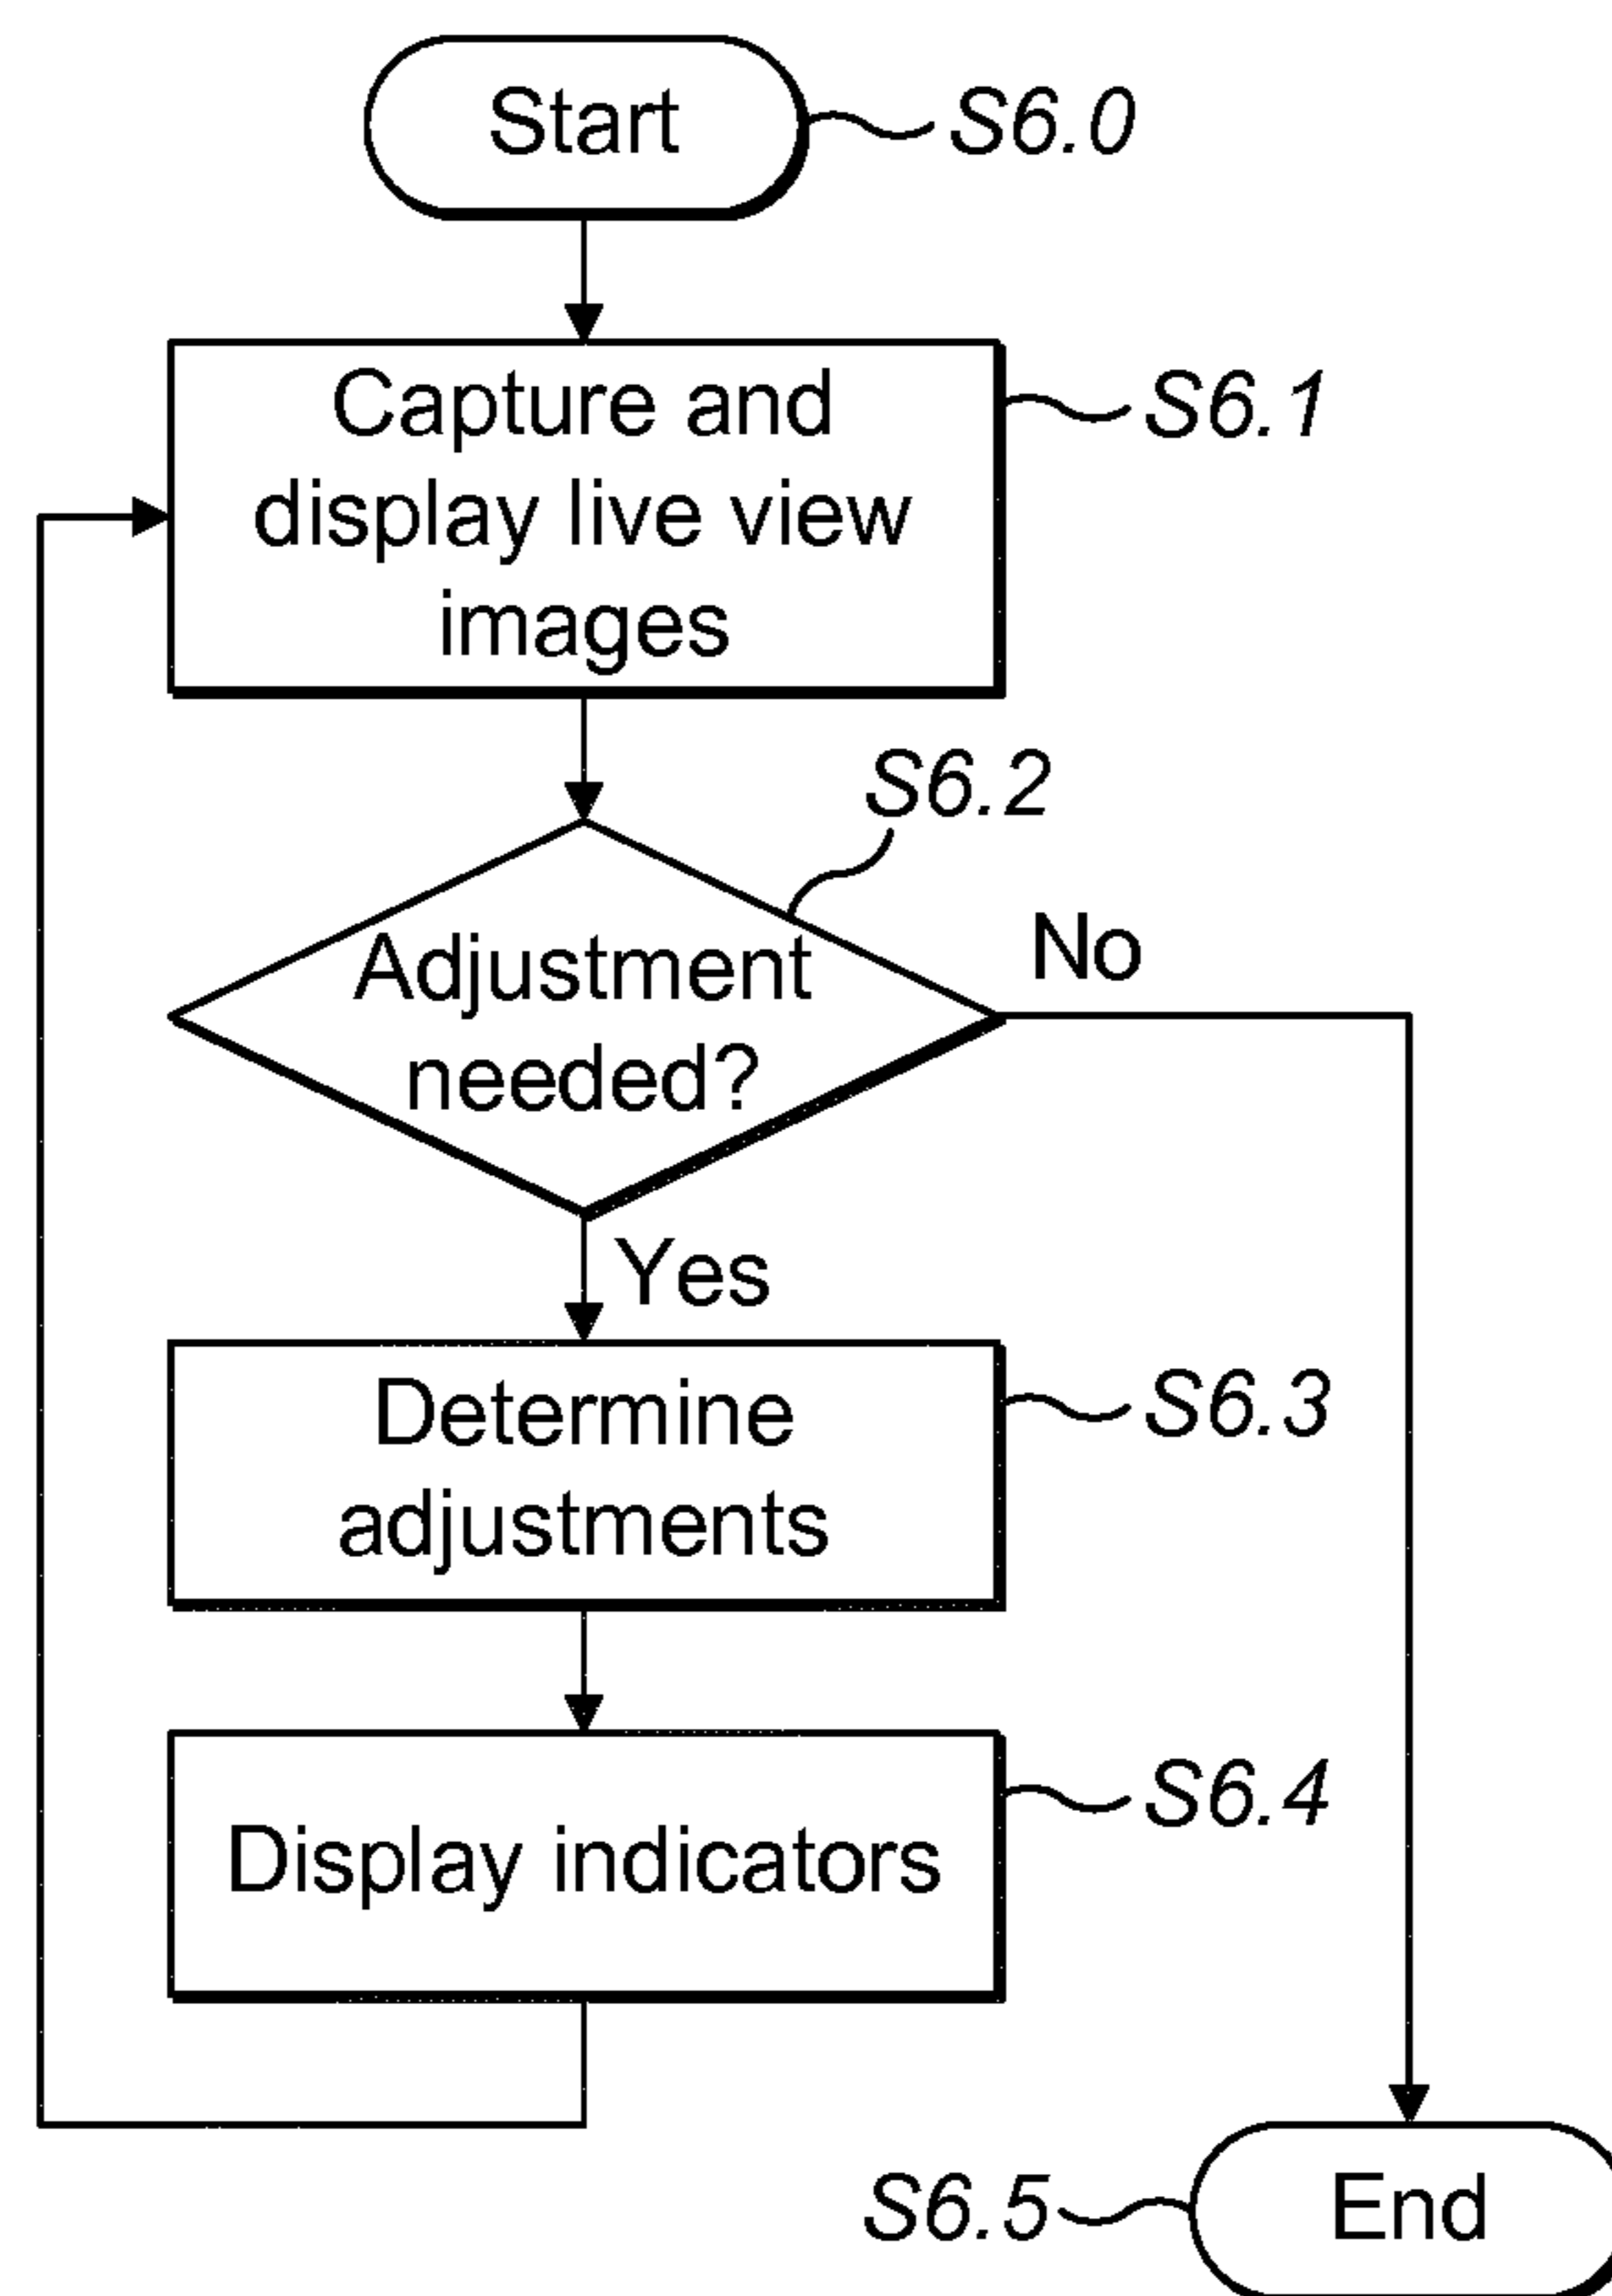 Start
S6.0
Capture and
display live view
images
S6.1
S6.2
Adjustment
needed?
No
Yes
Determine
adjustments
S6.3
Display indicators
S6.4
S6.5
End